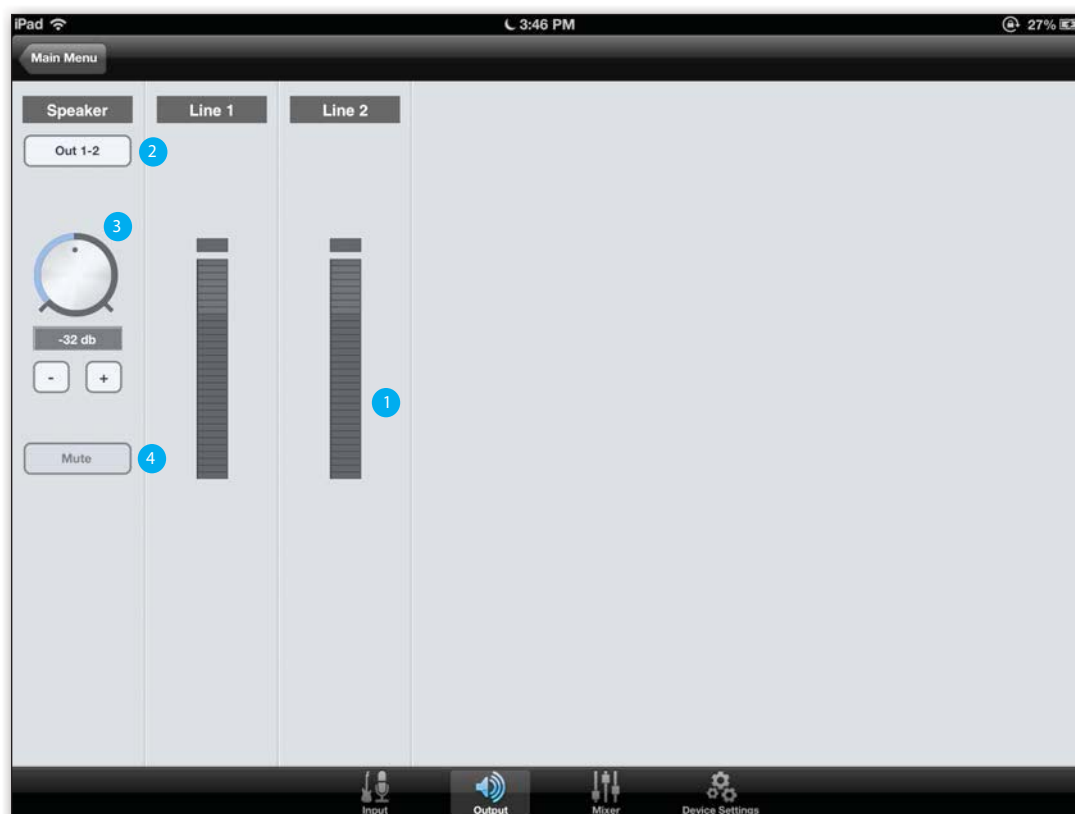 iPad 3:46 PM 27%
Main Menu
Speaker Line 1 Line 2
Out 1-2 2
3
-32 db
- +
1
Mute 4
Input Output Mixer Device Settings